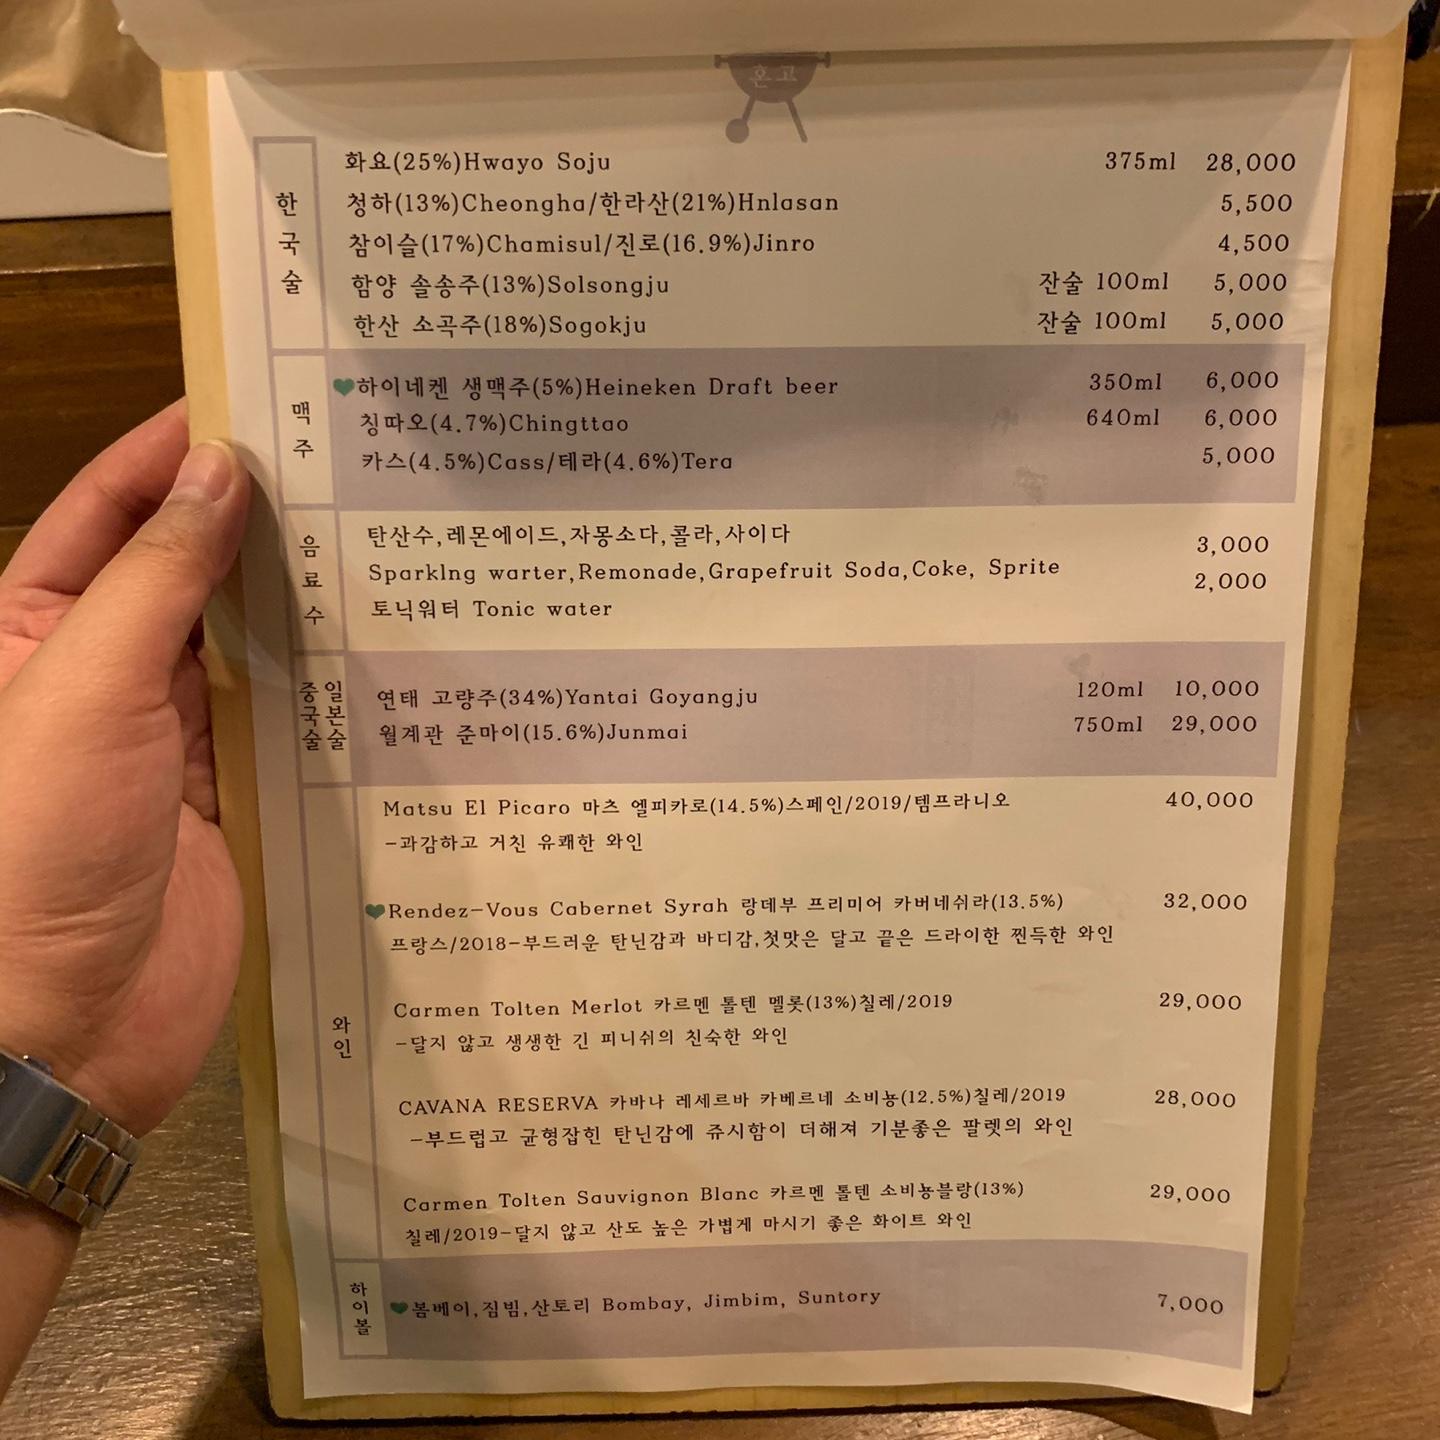 혼고
한국술
화요(25%)Hwayo Soju 375ml 28,000
청하(13%)Cheongha/한라산(21%)Hnlasan 5,500
참이슬(17%)Chamisul/진로(16.9%)Jinro 4,500
함양 솔송주(13%)Solsongju 잔술 100ml 5,000
한산 소곡주(18%)Sogokju 잔술 100ml 5,000
맥주
하이네켄 생맥주(5%)Heineken Draft beer 350ml 6,000
칭따오(4.7%)Chingttao 640ml 6,000
카스(4.5%)Cass/테라(4.6%)Tera 5,000
음료수
탄산수,레몬에이드,자몽소다,콜라,사이다 3,000
Sparklng warter,Remonade,Grapefruit Soda,Coke, Sprite 2,000
토닉워터 Tonic water
중국술 일본술
연태 고량주(34%)Yantai Goyangju 120ml 10,000
월계관 준마이(15.6%)Junmai 750ml 29,000
와인
Matsu El Picaro 마츠 엘피카로(14.5%)스페인/2019/템프라니오 40,000
-과감하고 거친 유쾌한 와인
Rendez-Vous Cabernet Syrah 랑데부 프리미어 카버네쉬라(13.5%) 32,000
프랑스/2018-부드러운 탄닌감과 바디감,첫맛은 달고 끝은 드라이한 찐득한 와인
Carmen Tolten Merlot 카르멘 톨텐 멜롯(13%)칠레/2019 29,000
-달지 않고 생생한 긴 피니쉬의 친숙한 와인
CAVANA RESERVA 카바나 레세르바 카베르네 소비뇽(12.5%)칠레/2019 28,000
-부드럽고 균형잡힌 탄닌감에 쥬시함이 더해져 기분좋은 팔렛의 와인
Carmen Tolten Sauvignon Blanc 카르멘 톨텐 소비뇽블랑(13%) 29,000
칠레/2019-달지 않고 산도 높은 가볍게 마시기 좋은 화이트 와인
하이볼
봄베이,짐빔,산토리 Bombay, Jimbim, Suntory 7,000